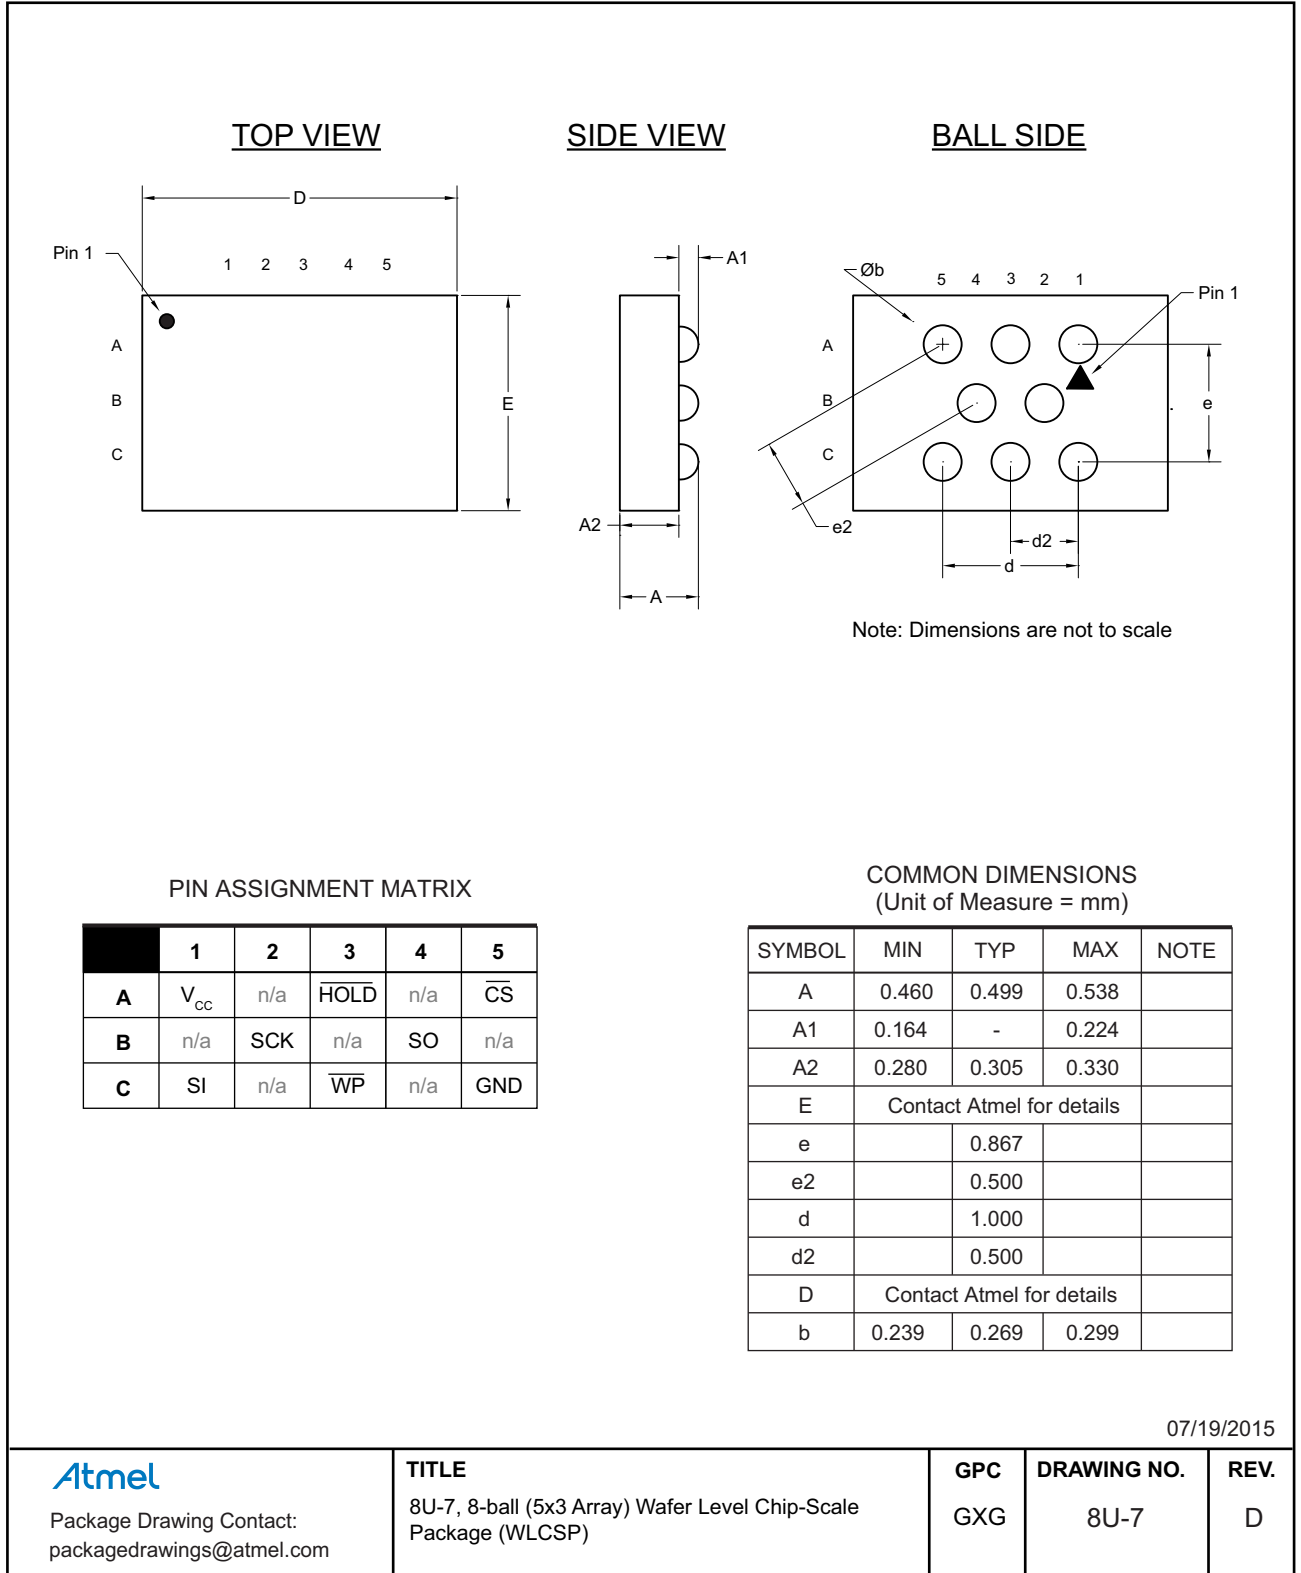 TOP VIEW SIDE VIEW BALL SIDE
D
Pin 1
1 2 3 4 5
A
B
C
E
A1
A2
A
Øb
5 4 3 2 1
Pin 1
A
B
C
e
e2
d2
d
Note: Dimensions are not to scale
PIN ASSIGNMENT MATRIX
1 2 3 4 5
A VCC n/a HOLD n/a CS
B n/a SCK n/a SO n/a
C SI n/a WP n/a GND
COMMON DIMENSIONS
(Unit of Measure = mm)
SYMBOL MIN TYP MAX NOTE
A 0.460 0.499 0.538
A1 0.164 - 0.224
A2 0.280 0.305 0.330
E Contact Atmel for details
e 0.867
e2 0.500
d 1.000
d2 0.500
D Contact Atmel for details
b 0.239 0.269 0.299
07/19/2015
Atmel
Package Drawing Contact:
packagedrawings@atmel.com
TITLE
8U-7, 8-ball (5x3 Array) Wafer Level Chip-Scale
Package (WLCSP)
GPC
GXG
DRAWING NO.
8U-7
REV.
D